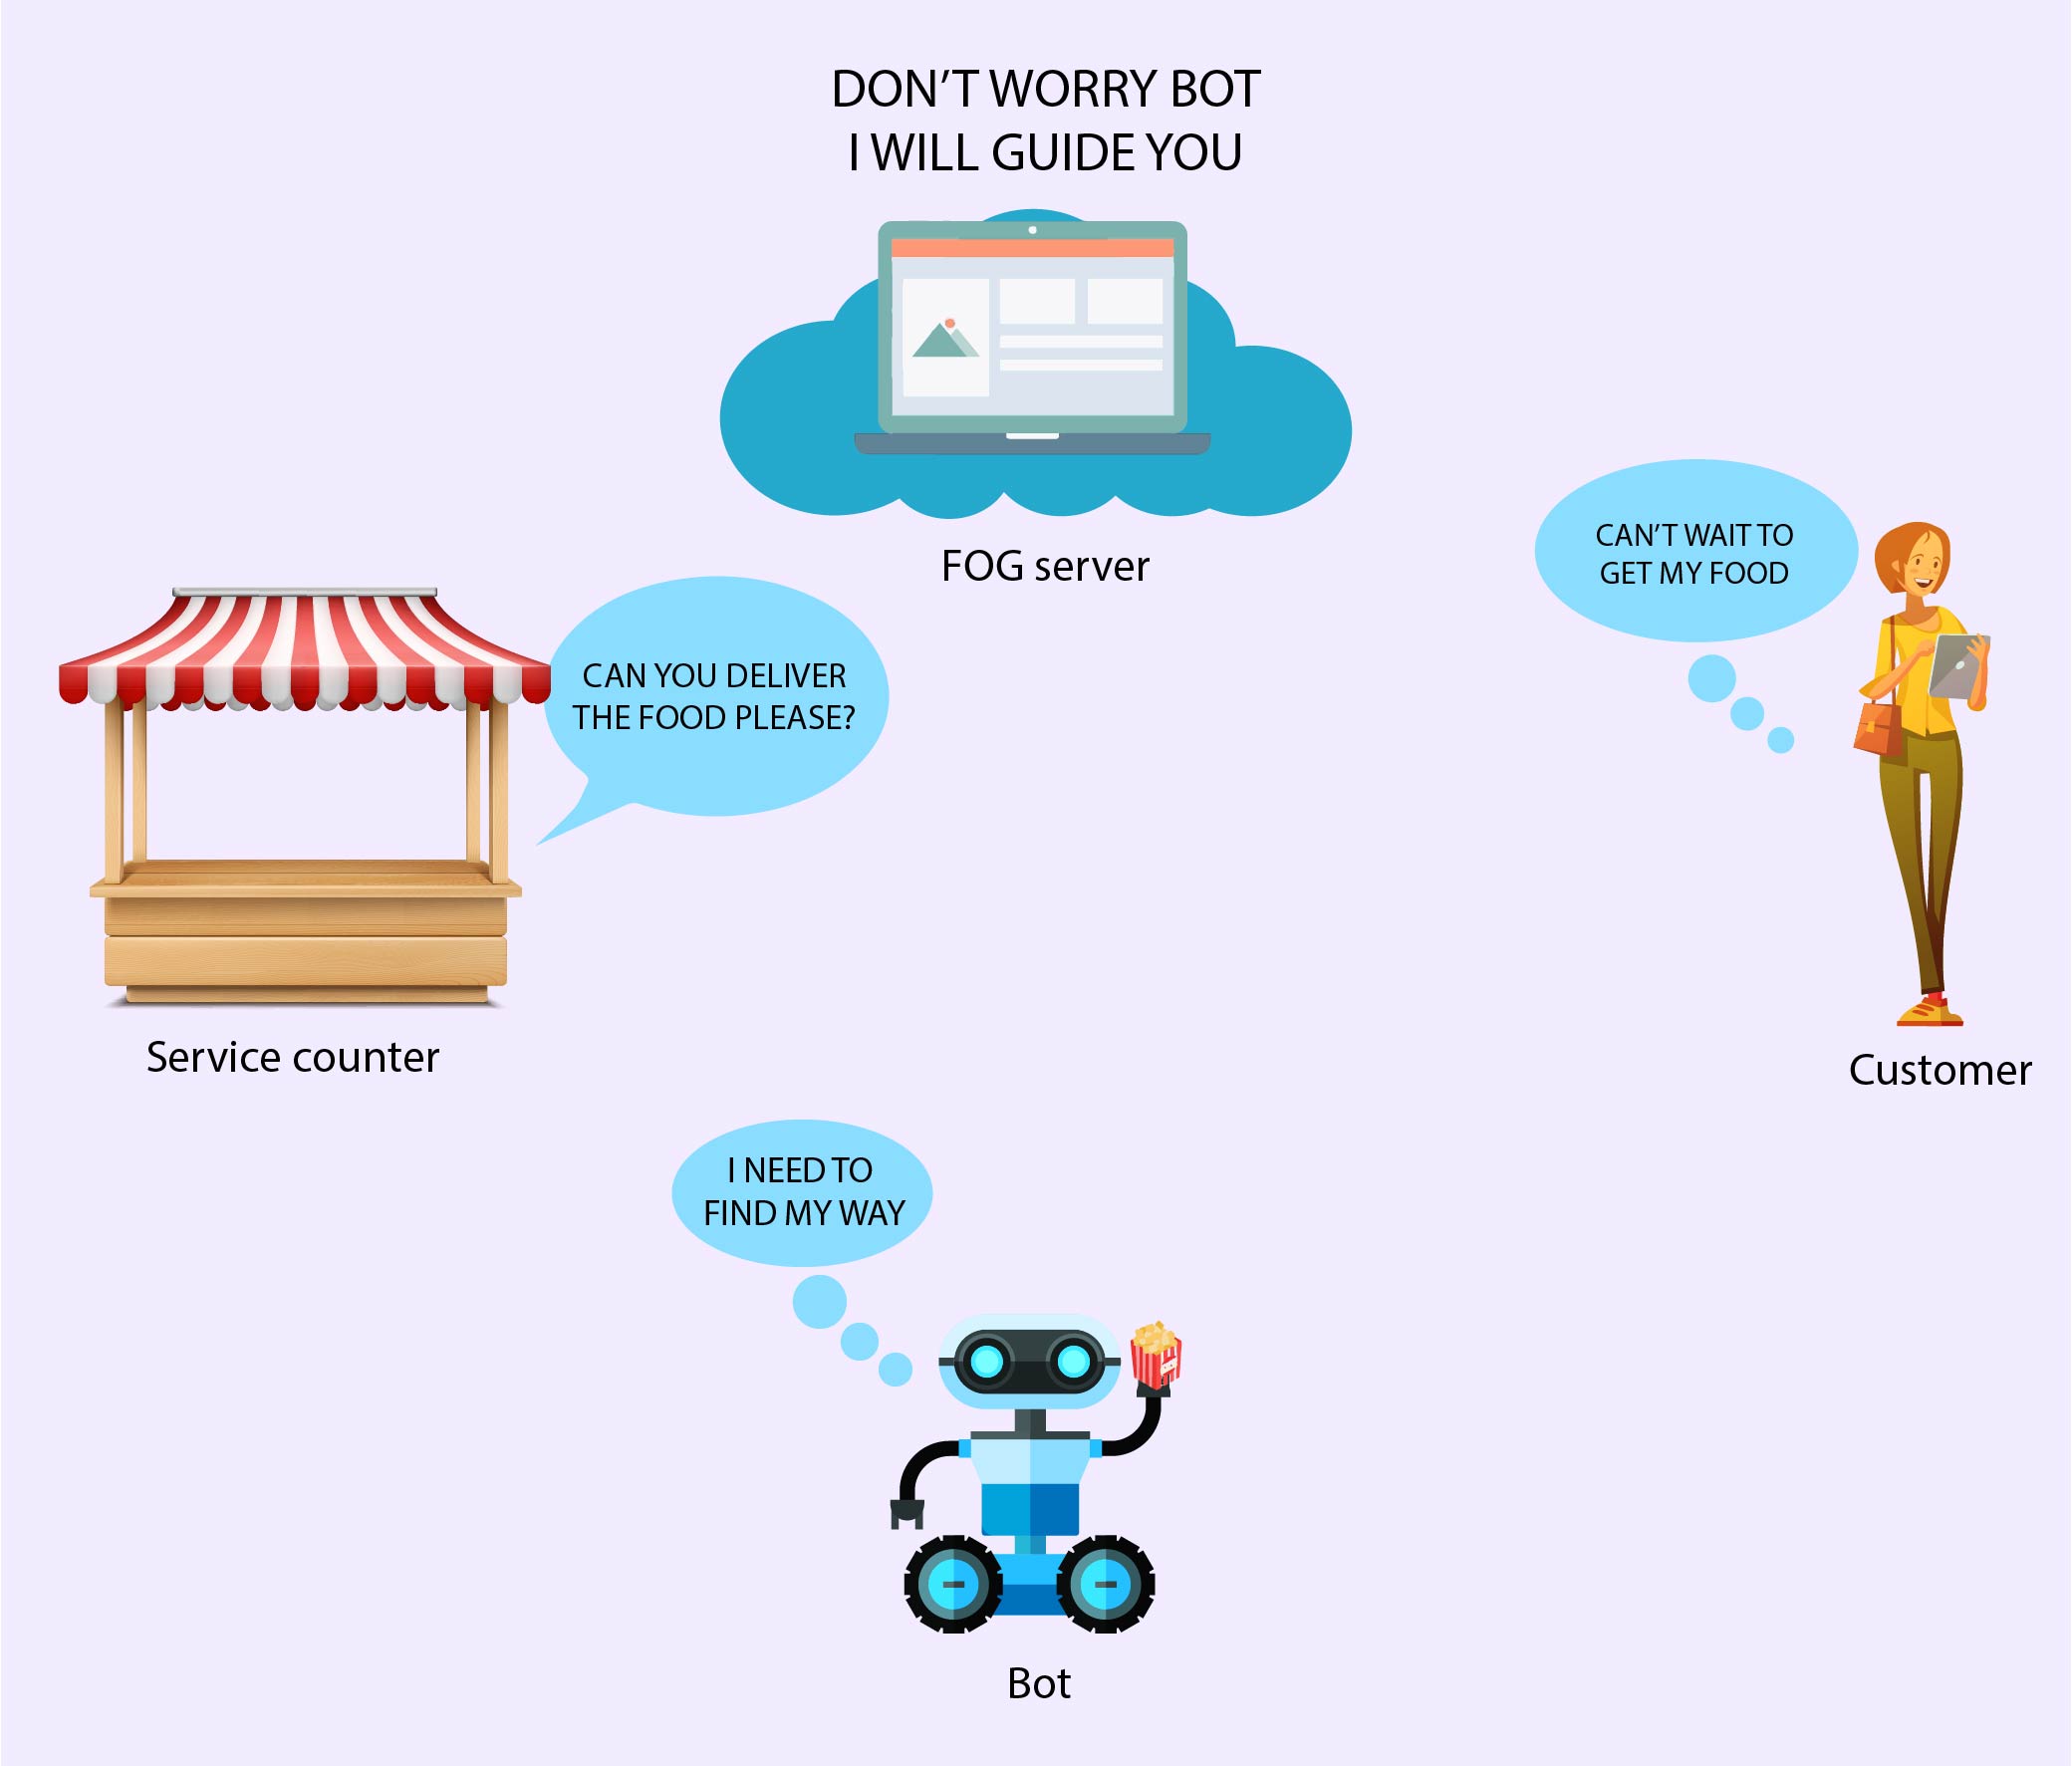 DON'T WORRY BOT
I WILL GUIDE YOU
FOG server
CAN'T WAIT TO
GET MY FOOD
CAN YOU DELIVER
THE FOOD PLEASE?
Service counter
Customer
I NEED TO
FIND MY WAY
Bot